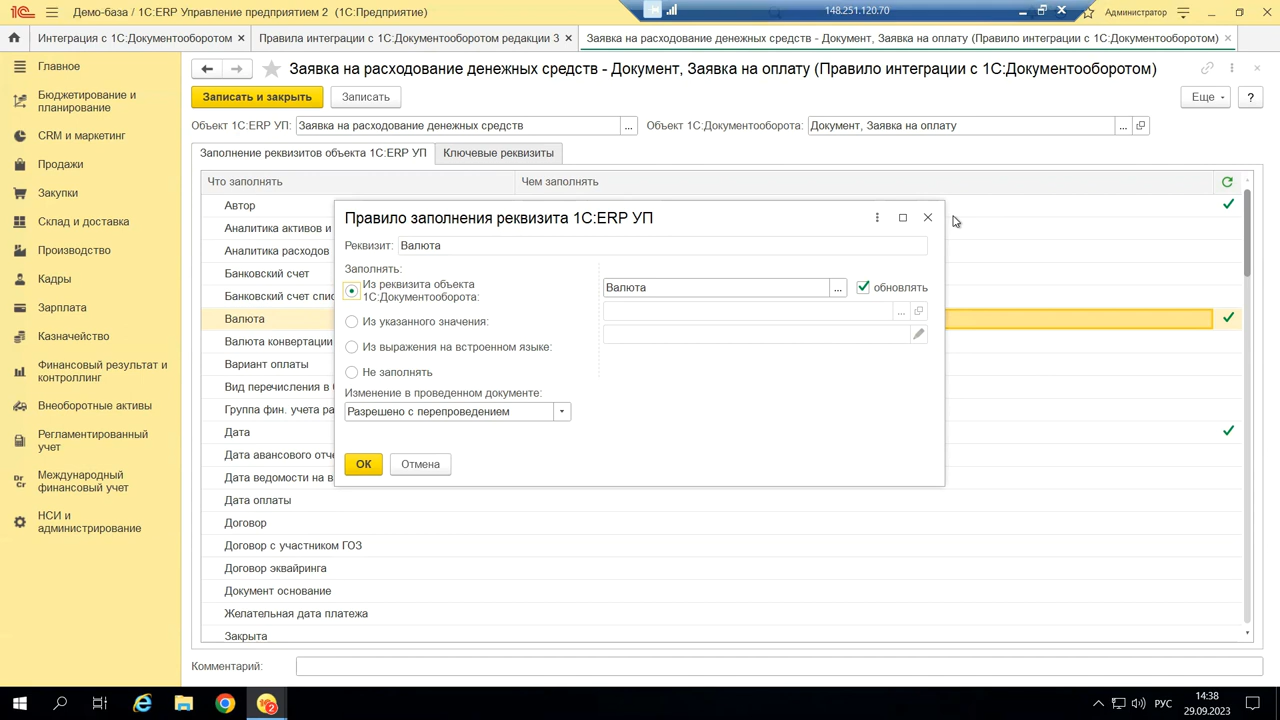 Демо-база / 1С:ERP Управление предприятием 2 (1С:Предприятие)
148.251.120.70
Администратор
Интеграция с 1С:Документооборотом
Правила интеграции с 1С:Документооборотом редакции 3
Заявка на расходование денежных средств - Документ, Заявка на оплату (Правило интеграции с 1С:Документооборотом)
Главное
Бюджетирование и
планирование
CRM и маркетинг
Продажи
Закупки
Склад и доставка
Производство
Кадры
Зарплата
Казначейство
Финансовый результат и
контроллинг
Внеоборотные активы
Регламентированный
учет
Dr
Cr
Международный
финансовый учет
НСИ и
администрирование
Заявка на расходование денежных средств - Документ, Заявка на оплату (Правило интеграции с 1С:Документооборотом)
Записать и закрыть
Записать
Еще
?
Объект 1С:ERP УП:
Заявка на расходование денежных средств
...
Объект 1С:Документооборота:
Документ, Заявка на оплату
...
Заполнение реквизитов объекта 1С:ERP УП
Ключевые реквизиты
Что заполнять
Чем заполнять
Автор
Аналитика активов и
Аналитика расходов
Банковский счет
Банковский счет спис
Валюта
Валюта конвертации
Вариант оплаты
Вид перечисления в
Группа фин. учета ра
Дата
Дата авансового отче
Дата ведомости на в
Дата оплаты
Договор
Договор с участником ГОЗ
Договор эквайринга
Документ основание
Желательная дата платежа
Закрыта
Правило заполнения реквизита 1С:ERP УП
Реквизит:
Валюта
Заполнять:
Из реквизита объекта
1С:Документооборота:
Валюта
...
обновлять
Из указанного значения:
...
Из выражения на встроенном языке:
Не заполнять
Изменение в проведенном документе:
Разрешено с перепроведением
ОК
Отмена
Комментарий:
2
РУС
14:38
29.09.2023